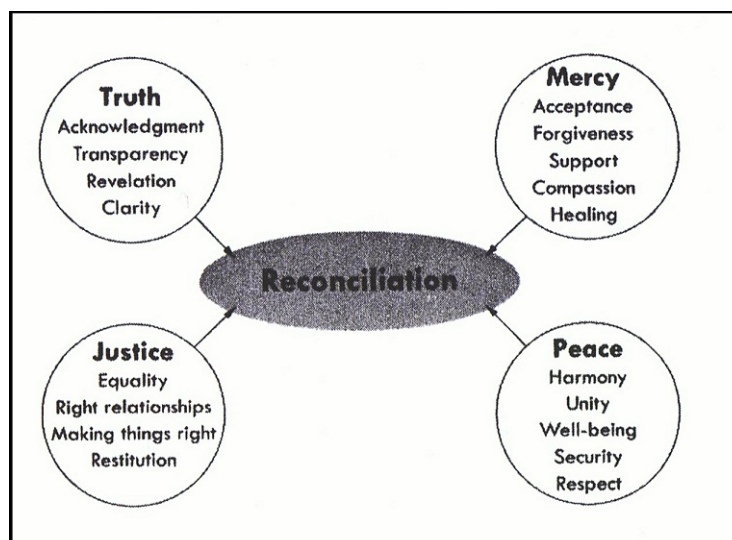 Truth
Acknowledgment
Transparency
Revelation
Clarity
Mercy
Acceptance
Forgiveness
Support
Compassion
Healing
Reconciliation
Justice
Equality
Right relationships
Making things right
Restitution
Peace
Harmony
Unity
Well-being
Security
Respect